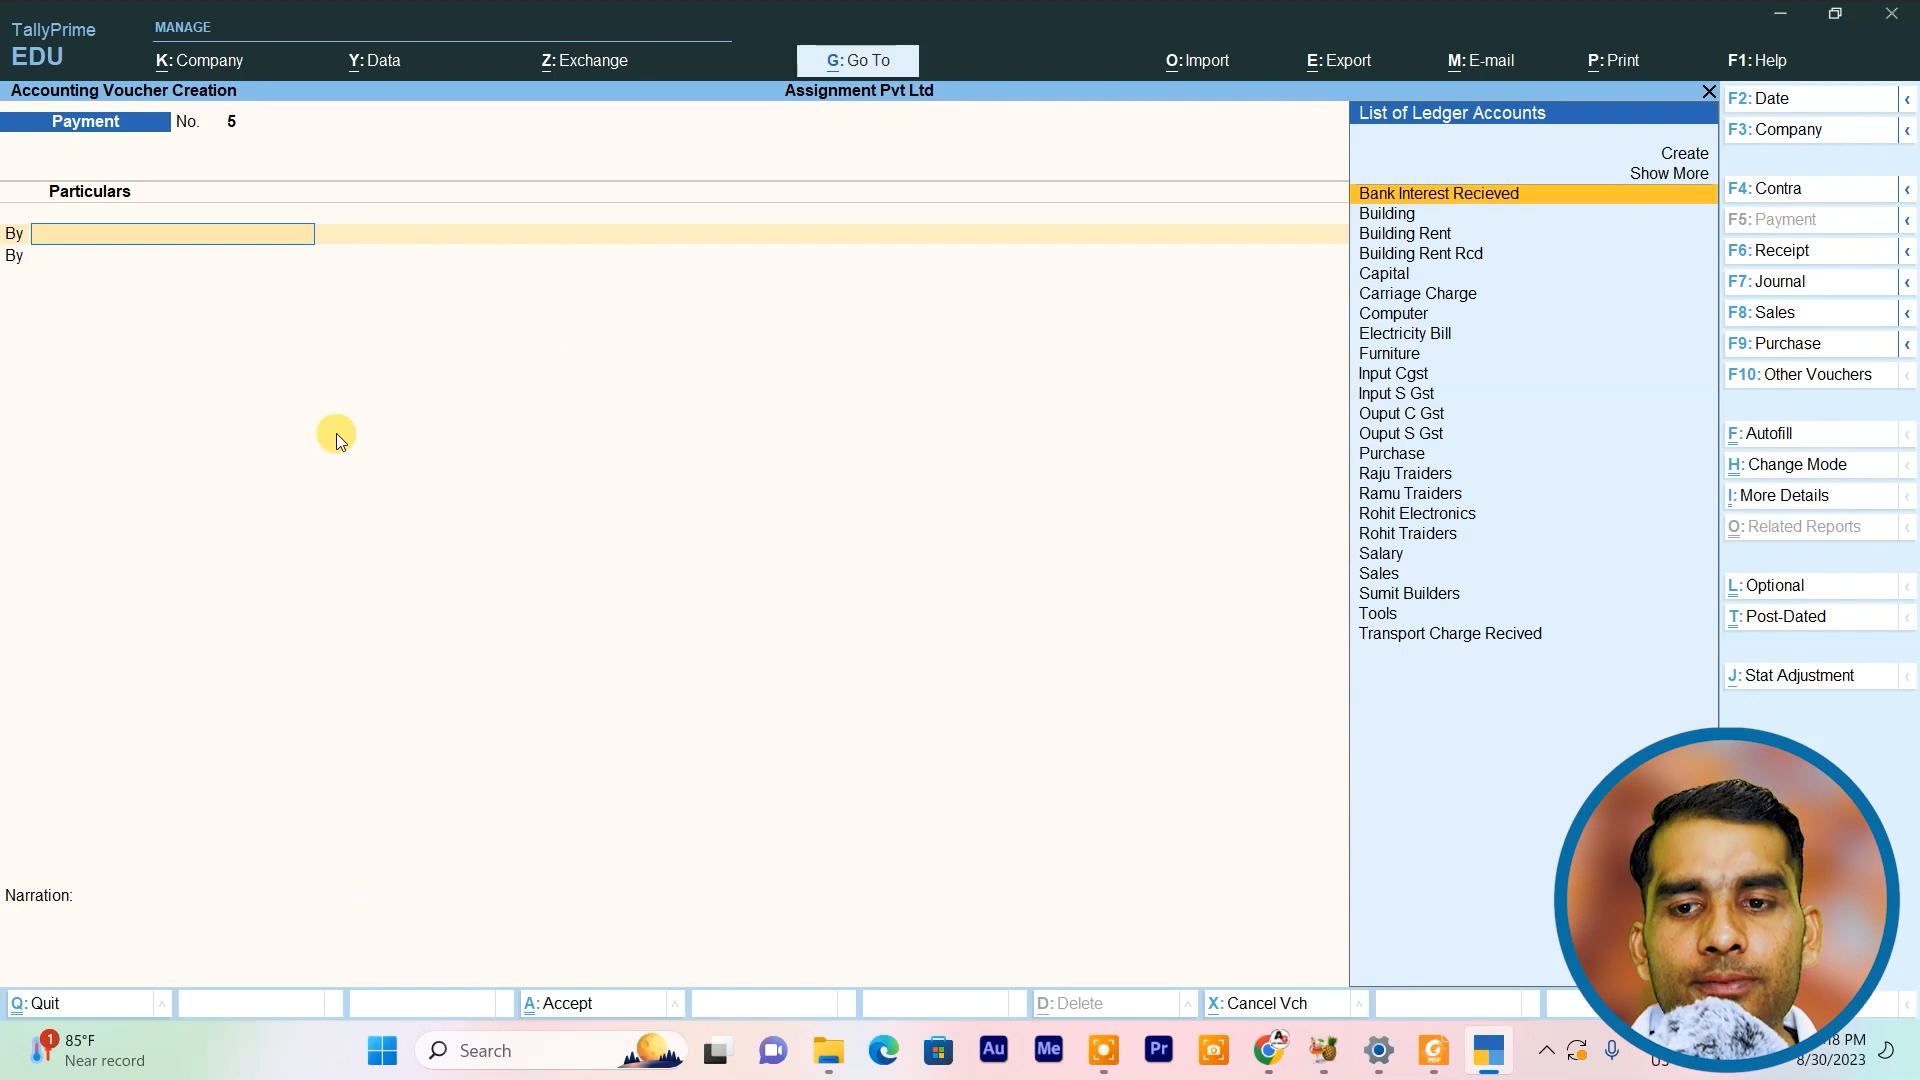 TallyPrime
EDU
MANAGE
K: Company
Y: Data
Z: Exchange
G: Go To
O: Import
E: Export
M: E-mail
P: Print
F1: Help
Accounting Voucher Creation
Assignment Pvt Ltd
Payment No. 5
Particulars
By
By
Narration:
List of Ledger Accounts
Create
Show More
Bank Interest Recieved
Building
Building Rent
Building Rent Rcd
Capital
Carriage Charge
Computer
Electricity Bill
Furniture
Input Cgst
Input S Gst
Ouput C Gst
Ouput S Gst
Purchase
Raju Traiders
Ramu Traiders
Rohit Electronics
Rohit Traiders
Salary
Sales
Sumit Builders
Tools
Transport Charge Recived
F2: Date
F3: Company
F4: Contra
F5: Payment
F6: Receipt
F7: Journal
F8: Sales
F9: Purchase
F10: Other Vouchers
F: Autofill
H: Change Mode
I: More Details
O: Related Reports
L: Optional
T: Post-Dated
J: Stat Adjustment
Q: Quit
A: Accept
D: Delete
X: Cancel Vch
1
85°F
Near record
Search
Au
Me
Pr
PM
8/30/2023